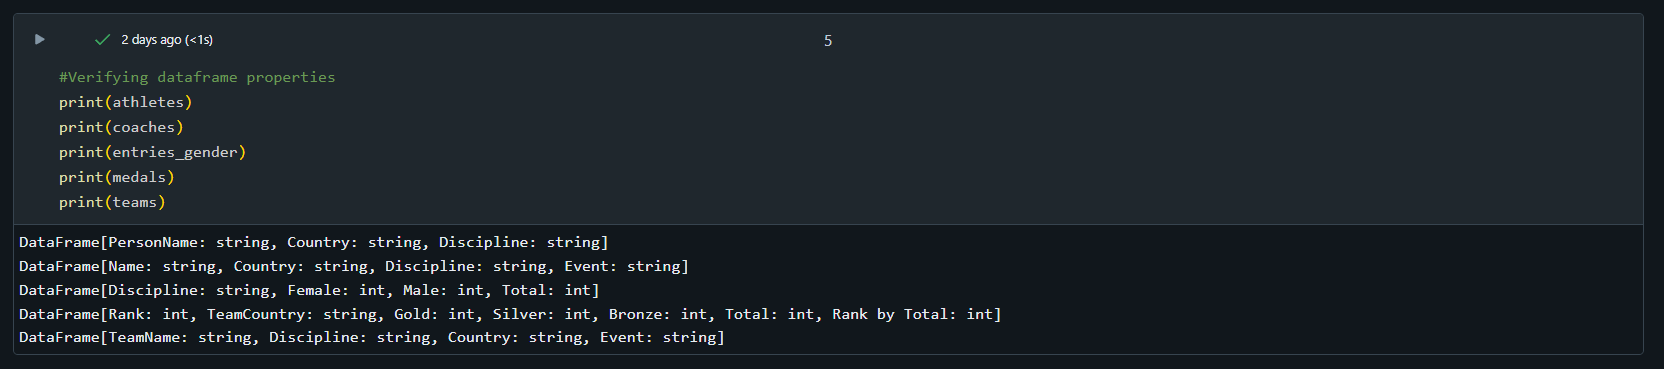 2 days ago (<1s)
5
#Verifying dataframe properties
print(athletes)
print(coaches)
print(entries_gender)
print(medals)
print(teams)
DataFrame[PersonName: string, Country: string, Discipline: string]
DataFrame[Name: string, Country: string, Discipline: string, Event: string]
DataFrame[Discipline: string, Female: int, Male: int, Total: int]
DataFrame[Rank: int, TeamCountry: string, Gold: int, Silver: int, Bronze: int, Total: int, Rank by Total: int]
DataFrame[TeamName: string, Discipline: string, Country: string, Event: string]